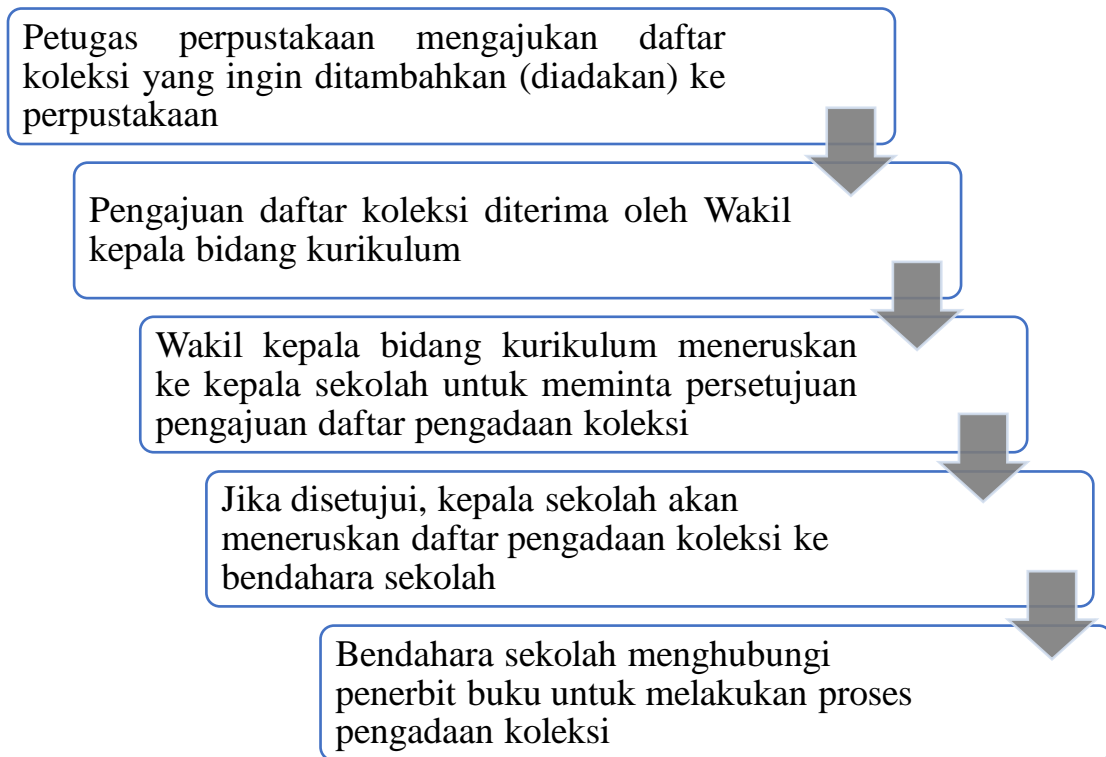 Petugas perpustakaan mengajukan daftar
koleksi yang ingin ditambahkan (diadakan) ke
perpustakaan
Pengajuan daftar koleksi diterima oleh Wakil
kepala bidang kurikulum
Wakil kepala bidang kurikulum meneruskan
ke kepala sekolah untuk meminta persetujuan
pengajuan daftar pengadaan koleksi
Jika disetujui, kepala sekolah akan
meneruskan daftar pengadaan koleksi ke
bendahara sekolah
Bendahara sekolah menghubungi
penerbit buku untuk melakukan proses
pengadaan koleksi